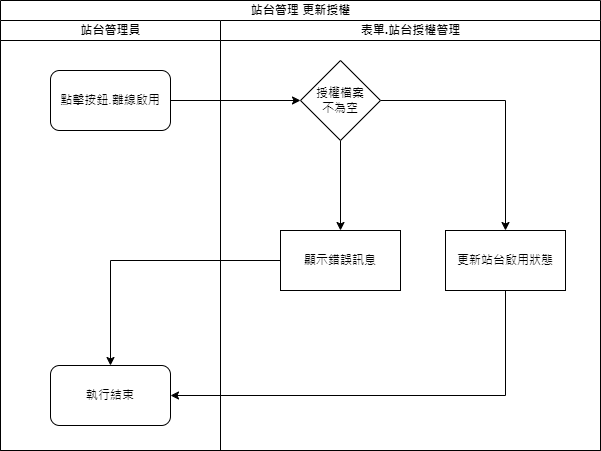 站台管理 更新授權
站台管理員
表單.站台授權管理
點擊按鈕.離線啟用
授權檔案
不為空
顯示錯誤訊息
更新站台啟用狀態
執行結束